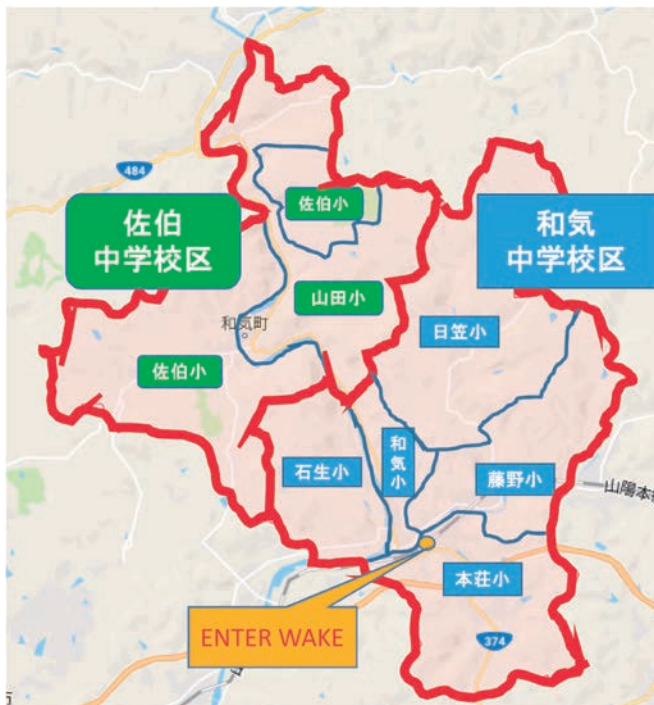 484
佐伯
中学校区
佐伯小
和気
中学校区
山田小
和気町
日笠小
佐伯小
和気小
石生小
藤野小
山陽本
本荘小
ENTER WAKE
374